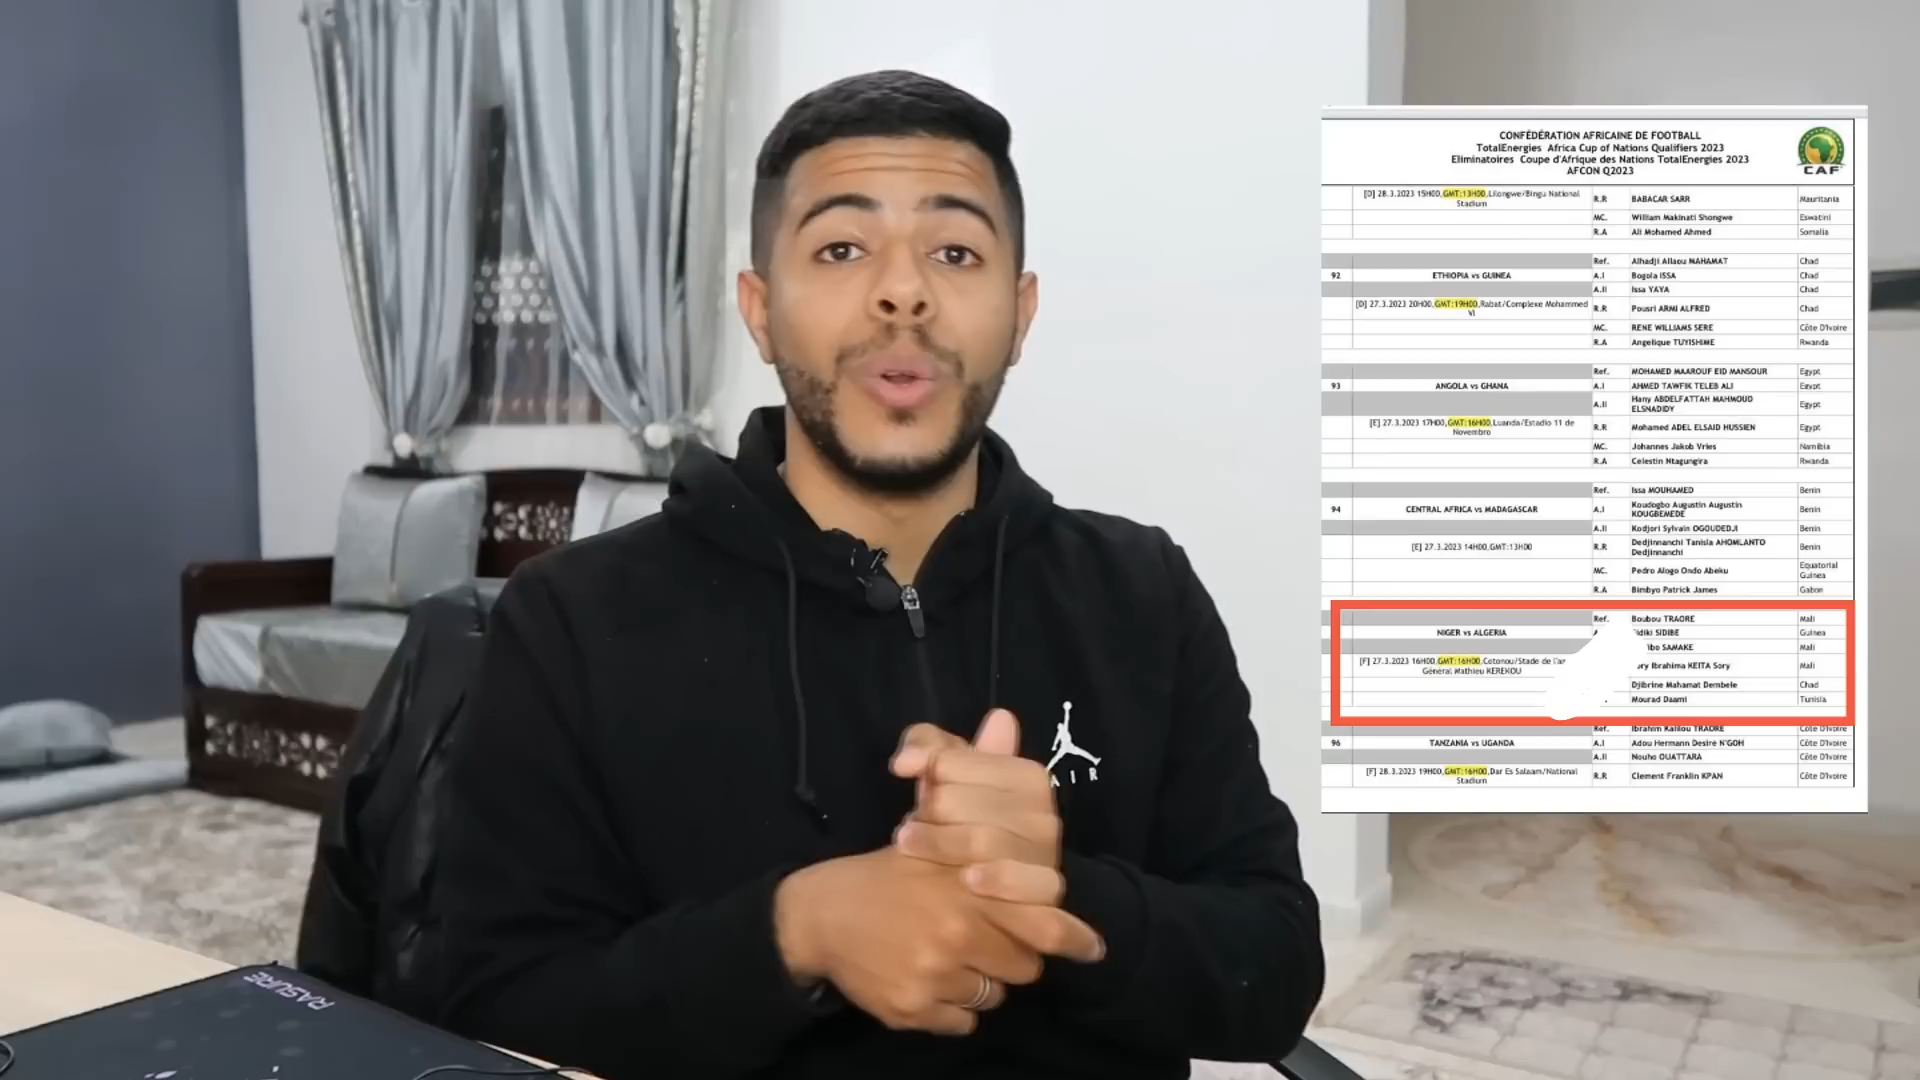 CONFÉDÉRATION AFRICAINE DE FOOTBALL
TotalEnergies Africa Cup of Nations Qualifiers 2023
Eliminatoires Coupe d'Afrique des Nations TotalEnergies 2023
AFCON Q2023
CAF
[D] 28.3.2023 15H00,GMT:13H00,Lilongwe/Bingu National
Stadium
R.R BABACAR SARR Mauritania
MC. William Makinati Shongwe Eswatini
R.A Ali Mohamed Ahmed Somalia
Ref. Alhadji Allaou MAHAMAT Chad
92 ETHIOPIA vs GUINEA A.I Bogola ISSA Chad
A.II Issa YAYA Chad
[D] 27.3.2023 20H00,GMT:19H00,Rabat/Complexe Mohammed
VI
R.R Pousri ARMI ALFRED Chad
MC. RENE WILLIAMS SERE Côte D'Ivoire
R.A Angelique TUYISHIME Rwanda
Ref. MOHAMED MAAROUF EID MANSOUR Egypt
93 ANGOLA vs GHANA A.I AHMED TAWFIK TELEB ALI Egypt
A.II Hany ABDELFATTAH MAHMOUD
ELSNADIDY Egypt
[E] 27.3.2023 17H00,GMT:16H00,Luanda/Estadio 11 de
Novembro
R.R Mohamed ADEL ELSAID HUSSIEN Egypt
MC. Johannes Jakob Vries Namibia
R.A Celestin Ntagungira Rwanda
Ref. Issa MOUHAMED Benin
94 CENTRAL AFRICA vs MADAGASCAR A.I Koudogbo Augustin Augustin
KOUGBEMEDE Benin
A.II Kodjori Sylvain OGOUDEDJI Benin
[E] 27.3.2023 14H00,GMT:13H00 R.R Dedjinnanchi Tanisla AHOMLANTO
Dedjinnanchi Benin
MC. Pedro Alogo Ondo Abeku Equatorial
Guinea
R.A Bimbyo Patrick James Gabon
Ref. Boubou TRAORE Mali
NIGER vs ALGERIA SIDIBE Guinea
SAMAKE Mali
[F] 27.3.2023 16H00,GMT:16H00,Cotonou/Stade de
Général Mathieu KEREKOU
Ibrahima KEITA Sory Mali
Djibrine Mahamat Dembele Chad
Mourad Daami Tunisia
Ref. Ibrahim Kalilou TRAORE Côte D'Ivoire
96 TANZANIA vs UGANDA A.I Adou Hermann Desire N'GOH Côte D'Ivoire
A.II Nouho OUATTARA Côte D'Ivoire
[F] 28.3.2023 19H00,GMT:16H00,Dar Es Salaam/National
Stadium
R.R Clement Franklin KPAN Côte D'Ivoire
AIR
RASURE